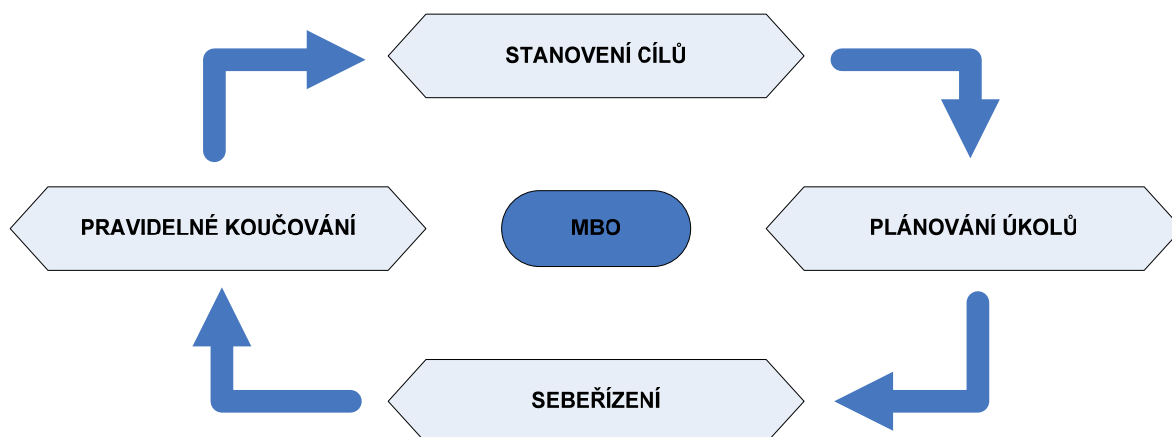 STANOVENÍ CÍLŮ
PRAVIDELNÉ KOUČOVÁNÍ
MBO
PLÁNOVÁNÍ ÚKOLŮ
SEBEŘÍZENÍ